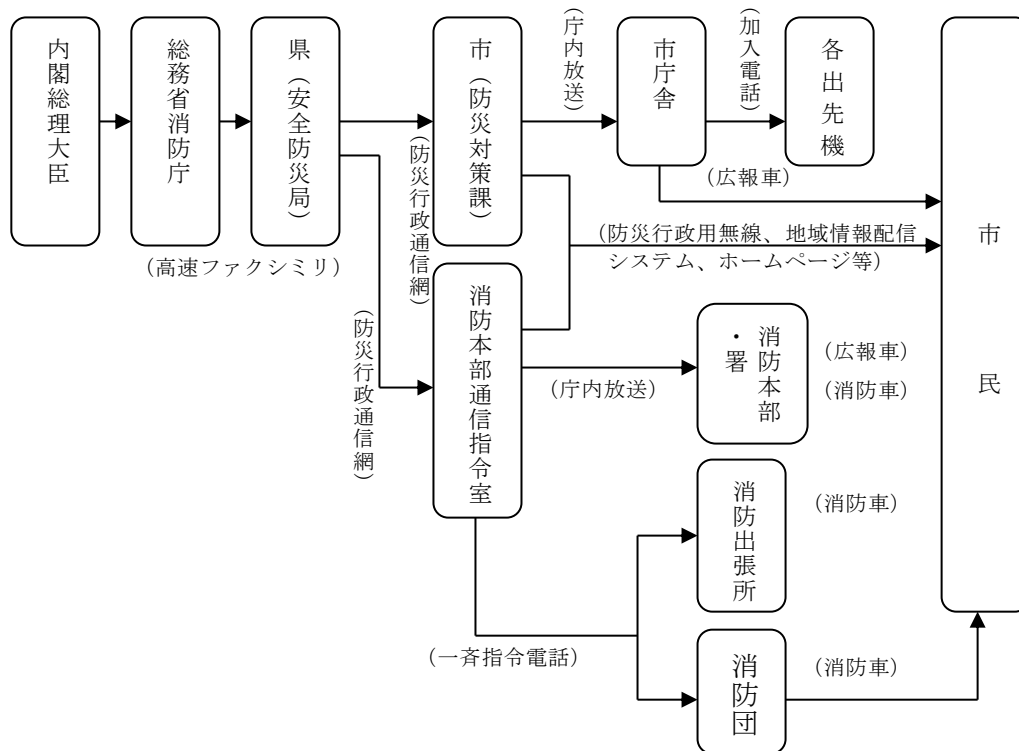 内閣総理大臣
総務省消防庁
県（安全防災局）
市（防災対策課）
（庁内放送）
市庁舎
（加入電話）
各出先機
（広報車）
（防災行政通信網）
（防災行政用無線、地域情報配信
システム、ホームページ等）
市民
（高速ファクシミリ）
（防災行政通信網）
消防本部通信指令室
（庁内放送）
消防本部
・署
（広報車）
（消防車）
消防出張所
（消防車）
（一斉指令電話）
消防団
（消防車）